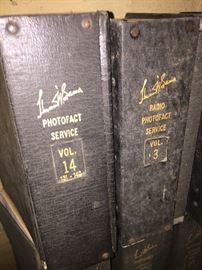 PHOTOFACT
SERVICE
VOL.
14
RADIO
PHOTOFACT
SERVICE
VOL.
3